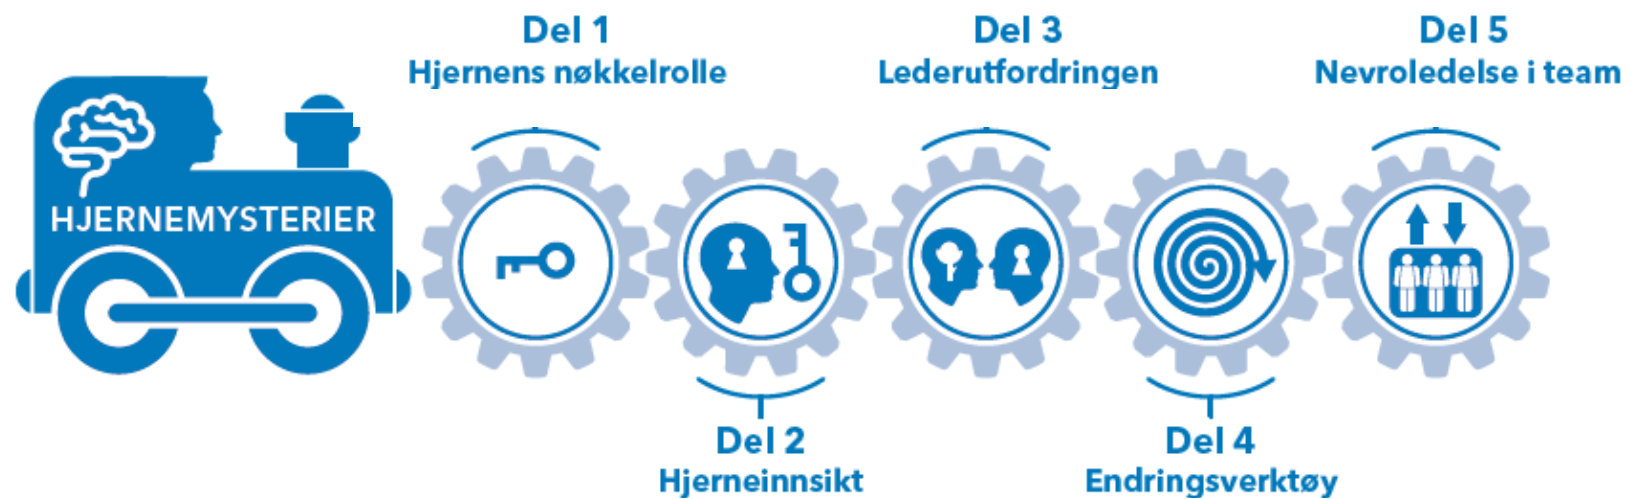 HJERNEMYSTERIER
Del 1
Hjernens nøkkelrolle
Del 2
Hjerneinnsikt
Del 3
Lederutfordringen
Del 4
Endringsverktøy
Del 5
Nevroledelse i team